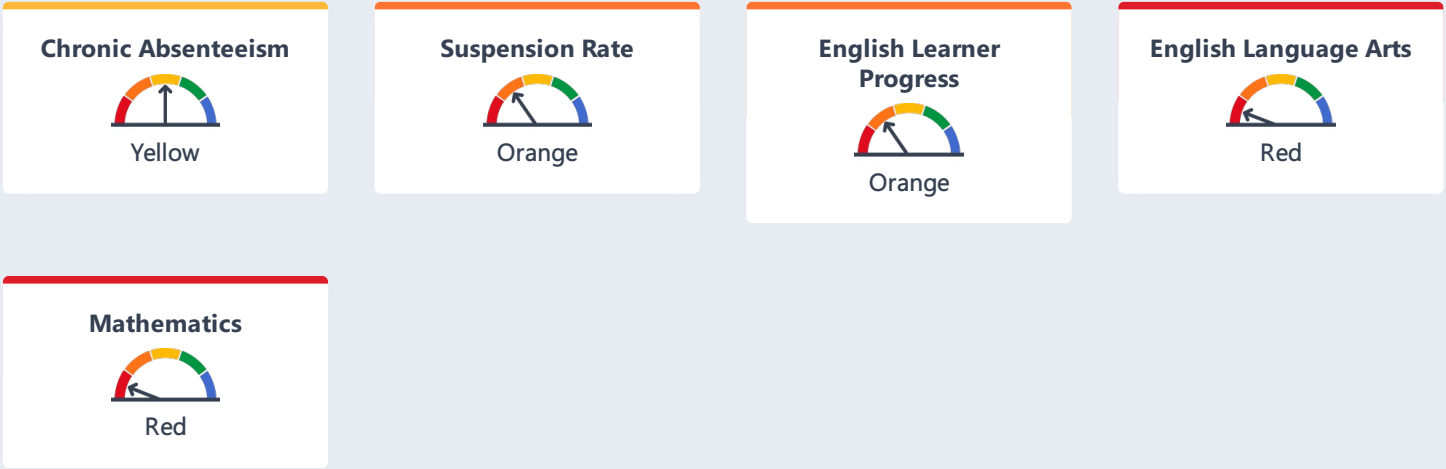 Chronic Absenteeism
Yellow
Suspension Rate
Orange
English Learner
Progress
Orange
English Language Arts
Red
Mathematics
Red